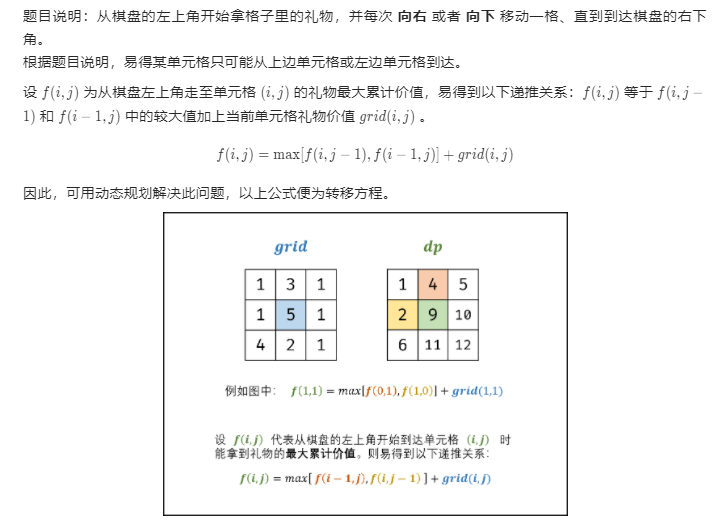 题目说明：从棋盘的左上角开始拿格子里的礼物，并每次 向右 或者 向下 移动一格、直到到达棋盘的右下
角。
根据题目说明，易得某单元格只可能从上边单元格或左边单元格到达。
设 f(i, j) 为从棋盘左上角走至单元格 (i, j) 的礼物最大累计价值，易得到以下递推关系：f(i, j) 等于 f(i, j −
1) 和 f(i − 1, j) 中的较大值加上当前单元格礼物价值 grid(i, j) 。
f(i, j) = max[f(i, j − 1), f(i − 1, j)] + grid(i, j)
因此，可用动态规划解决此问题，以上公式便为转移方程。
grid dp
1 3 1 1 4 5
1 5 1 2 9 10
4 2 1 6 11 12
例如图中： f(1,1) = max[f(0,1), f(1,0)] + grid(1,1)
设 f(i,j) 代表从棋盘的左上角开始到达单元格 (i,j) 时
能拿到礼物的最大累计价值。则易得到以下递推关系：
f(i,j) = max[ f(i − 1,j), f(i,j − 1) ] + grid(i,j)